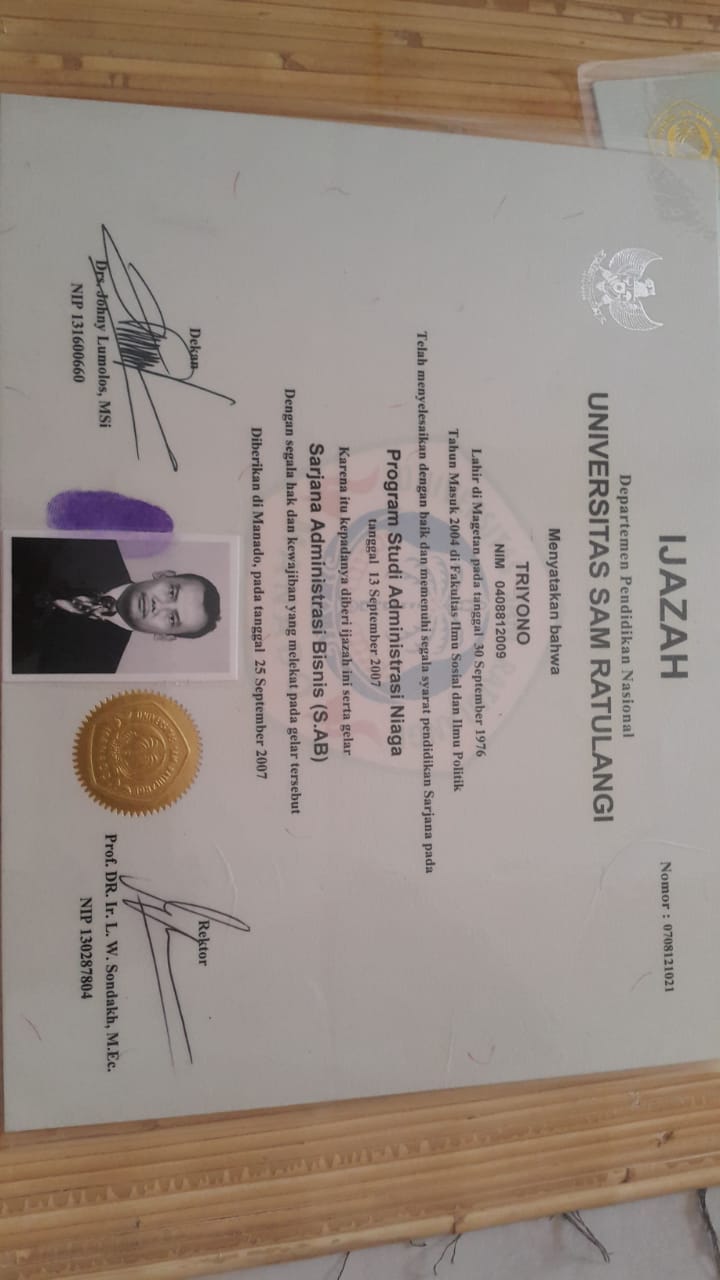 IJAZAH
Nomor : 0708121021
Departemen Pendidikan Nasional
UNIVERSITAS SAM RATULANGI
Menyatakan bahwa
TRIYONO
NIM 0408812009
Lahir di Magetan pada tanggal 30 September 1976
Tahun Masuk 2004 di Fakultas Ilmu Sosial dan Ilmu Politik
Telah menyelesaikan dengan baik dan memenuhi segala syarat pendidikan Sarjana pada
Program Studi Administrasi Niaga
tanggal 13 September 2007
Karena itu kepadanya diberi ijazah ini serta gelar
Sarjana Administrasi Bisnis (S.AB)
Dengan segala hak dan kewajiban yang melekat pada gelar tersebut
Diberikan di Manado, pada tanggal 25 September 2007
Dekan
Drs. Johny Lumolos, MSi
NIP 131600660
Rektor
Prof. DR. Ir. L. W. Sondakh, M.Ec.
NIP 130287804